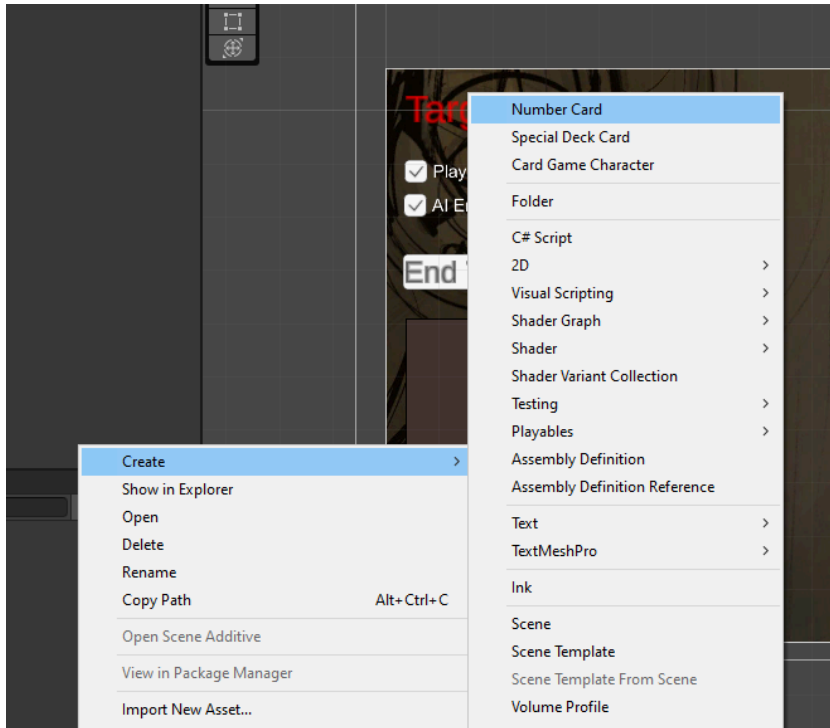 Targ
Play
AI E
End
Number Card
Special Deck Card
Card Game Character
Folder
C# Script
2D
Visual Scripting
Shader Graph
Shader
Shader Variant Collection
Testing
Playables
Assembly Definition
Assembly Definition Reference
Text
TextMeshPro
Ink
Scene
Scene Template
Scene Template From Scene
Volume Profile
Create
Show in Explorer
Open
Delete
Rename
Copy Path Alt+Ctrl+C
Open Scene Additive
View in Package Manager
Import New Asset...